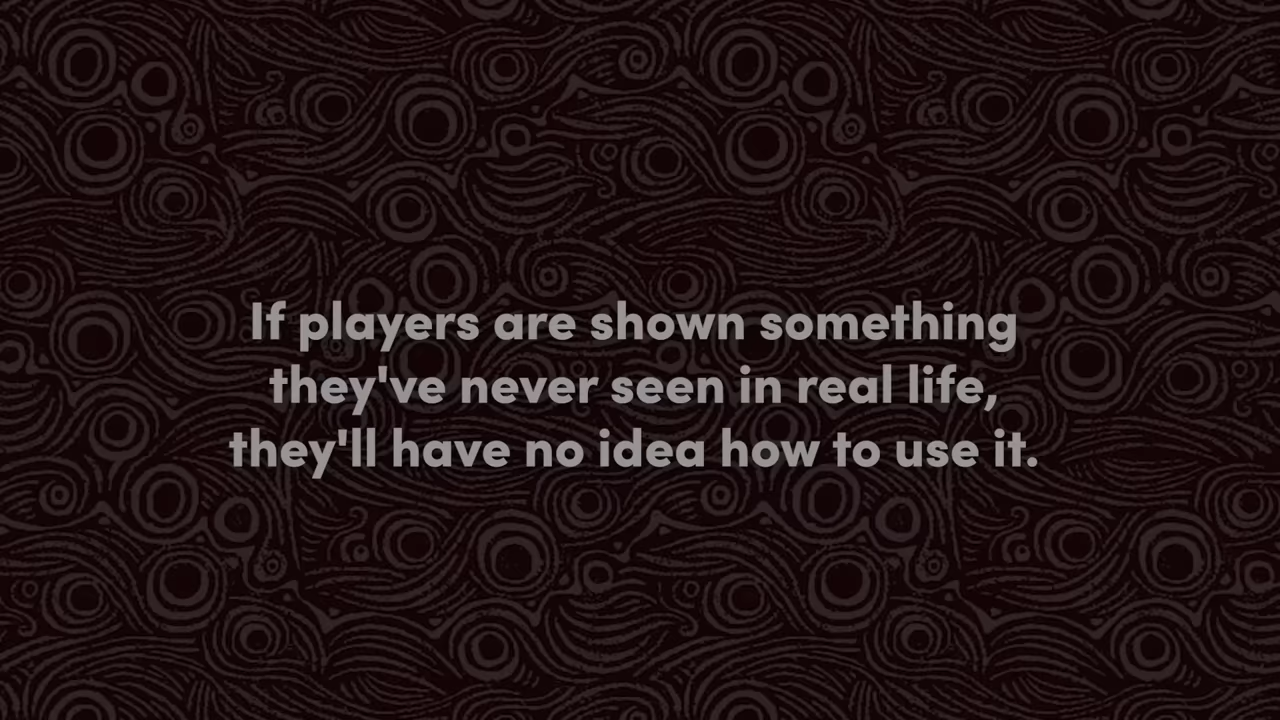 If players are shown something
they've never seen in real life,
they'll have no idea how to use it.